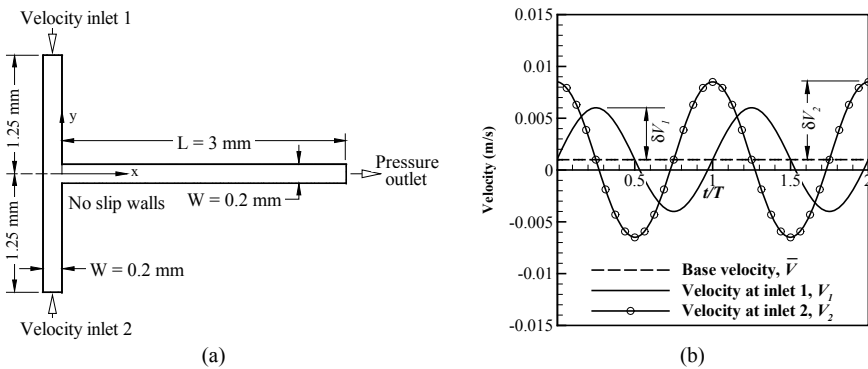 Velocity inlet 1
1.25 mm
1.25 mm
y
x
L = 3 mm
W = 0.2 mm
No slip walls
W = 0.2 mm
Pressure
outlet
Velocity inlet 2
(a)
Velocity (m/s)
0.015
0.01
0.005
0
-0.005
-0.01
-0.015
0.5
1
1.5
2
t/T
δV₁
δV₂
Base velocity, V̅
Velocity at inlet 1, V₁
Velocity at inlet 2, V₂
(b)